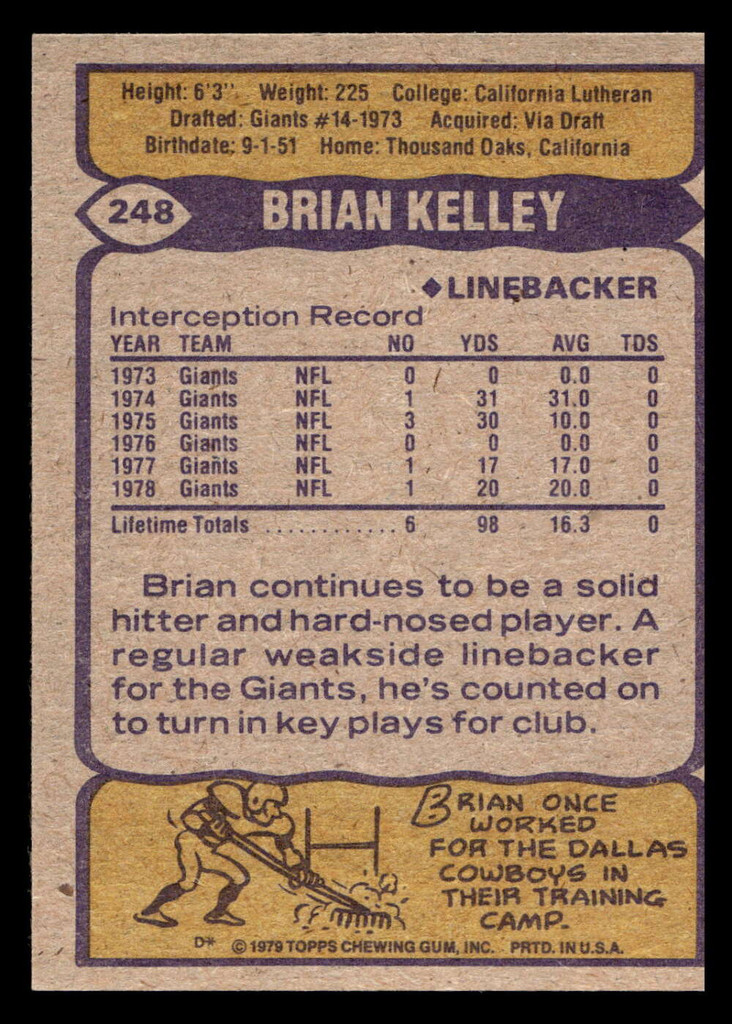 Height: 6'3" Weight: 225 College: California Lutheran
Drafted: Giants #14-1973 Acquired: Via Draft
Birthdate: 9-1-51 Home: Thousand Oaks, California
248 BRIAN KELLEY
◆LINEBACKER
Interception Record
YEAR TEAM NO YDS AVG TDS
1973 Giants NFL 0 0 0.0 0
1974 Giants NFL 1 31 31.0 0
1975 Giants NFL 3 30 10.0 0
1976 Giants NFL 0 0 0.0 0
1977 Giants NFL 1 17 17.0 0
1978 Giants NFL 1 20 20.0 0
Lifetime Totals ............ 6 98 16.3 0
Brian continues to be a solid
hitter and hard-nosed player. A
regular weakside linebacker
for the Giants, he's counted on
to turn in key plays for club.
BRIAN ONCE
WORKED
FOR THE DALLAS
COWBOYS IN
THEIR TRAINING
CAMP.
D* © 1979 TOPPS CHEWING GUM, INC. PRTD. IN U.S.A.